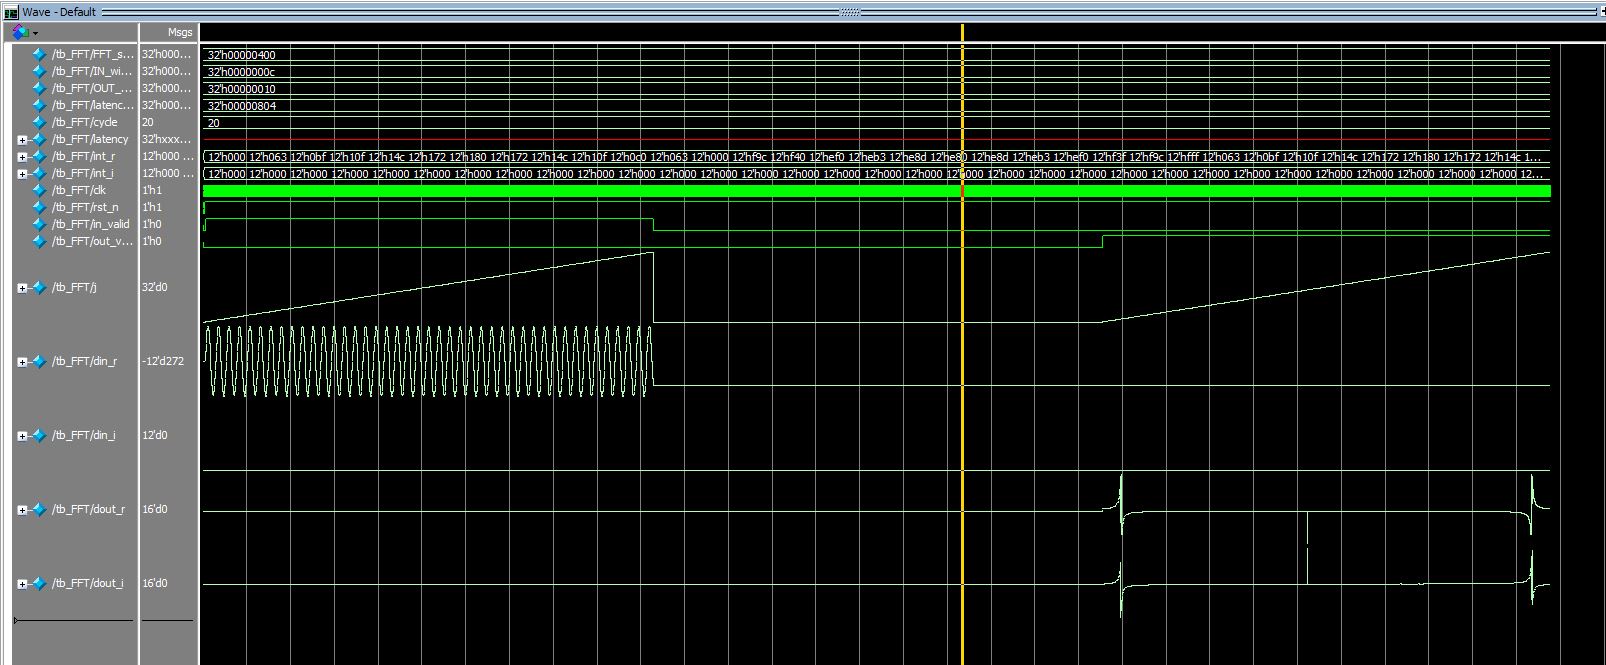 Wave - Default
Msgs
/tb_FFT/FFT_s... 32'h000... 32'h00000400
/tb_FFT/IN_wi... 32'h000... 32'h0000000c
/tb_FFT/OUT_... 32'h000... 32'h00000010
/tb_FFT/latenc... 32'h000... 32'h00000804
/tb_FFT/cycle 20 20
/tb_FFT/latency 32'hxxx...
/tb_FFT/int_r 12'h000 ... 12'h000 12'h063 12'h0bf 12'h10f 12'h14c 12'h172 12'h180 12'h172 12'h14c 12'h10f 12'h0c0 12'h063 12'h000 12'hf9c 12'hf40 12'hef0 12'heb3 12'he8d 12'he80 12'he8d 12'heb3 12'hef0 12'hf3f 12'hf9c 12'hfff 12'h063 12'h0bf 12'h10f 12'h14c 12'h172 12'h180 12'h172 12'h14c 1...
/tb_FFT/int_i 12'h000 ... 12'h000 12'h000 12'h000 12'h000 12'h000 12'h000 12'h000 12'h000 12'h000 12'h000 12'h000 12'h000 12'h000 12'h000 12'h000 12'h000 12'h000 12'h000 12'h000 12'h000 12'h000 12'h000 12'h000 12'h000 12'h000 12'h000 12'h000 12'h000 12'h000 12'h000 12'h000 12'h000 12...
/tb_FFT/clk 1'h1
/tb_FFT/rst_n 1'h1
/tb_FFT/in_valid 1'h0
/tb_FFT/out_v... 1'h0
/tb_FFT/j 32'd0
/tb_FFT/din_r -12'd272
/tb_FFT/din_i 12'd0
/tb_FFT/dout_r 16'd0
/tb_FFT/dout_i 16'd0